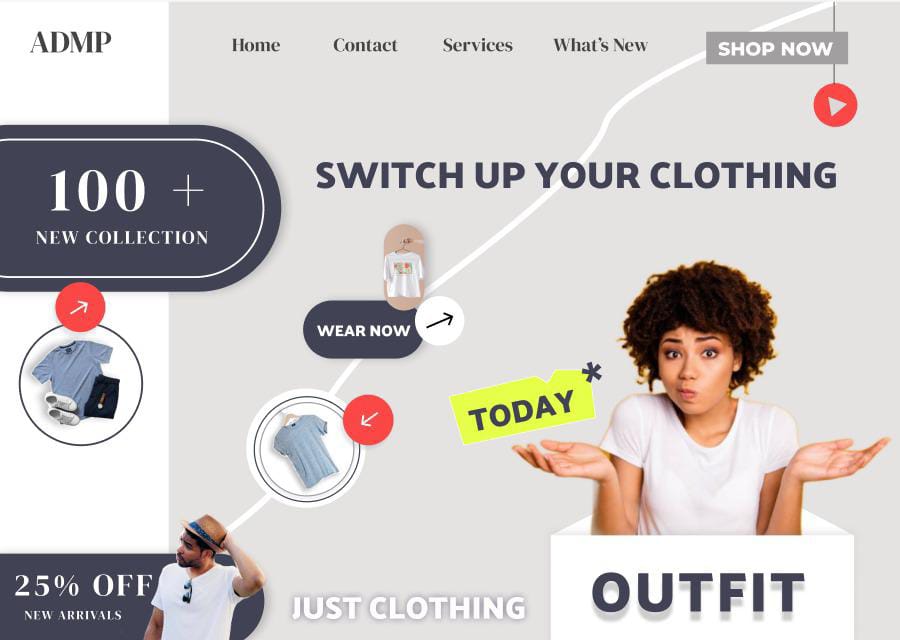 ADMP
Home
Contact
Services
What's New
SHOP NOW
100 +
NEW COLLECTION
SWITCH UP YOUR CLOTHING
WEAR NOW
TODAY*
25% OFF
NEW ARRIVALS
JUST CLOTHING
OUTFIT